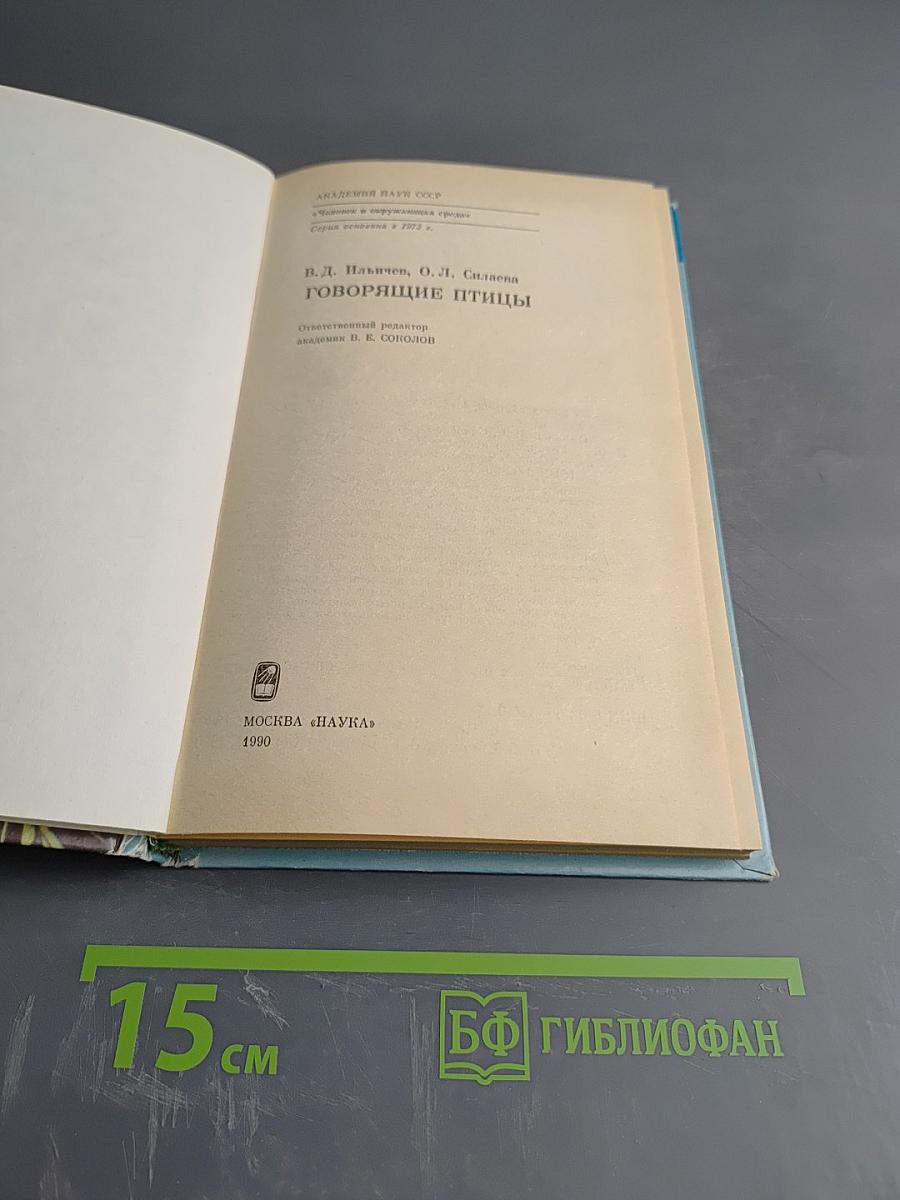 АКАДЕМИЯ НАУК СССР
«Человек и окружающая среда»
Серия основана в 1973 г.
В. Д. Ильичев, О. Л. Силаева
ГОВОРЯЩИЕ ПТИЦЫ
Ответственный редактор
академик В. Е. СОКОЛОВ
МОСКВА «НАУКА»
1990
15 см
БФ ГИБЛИОФАН